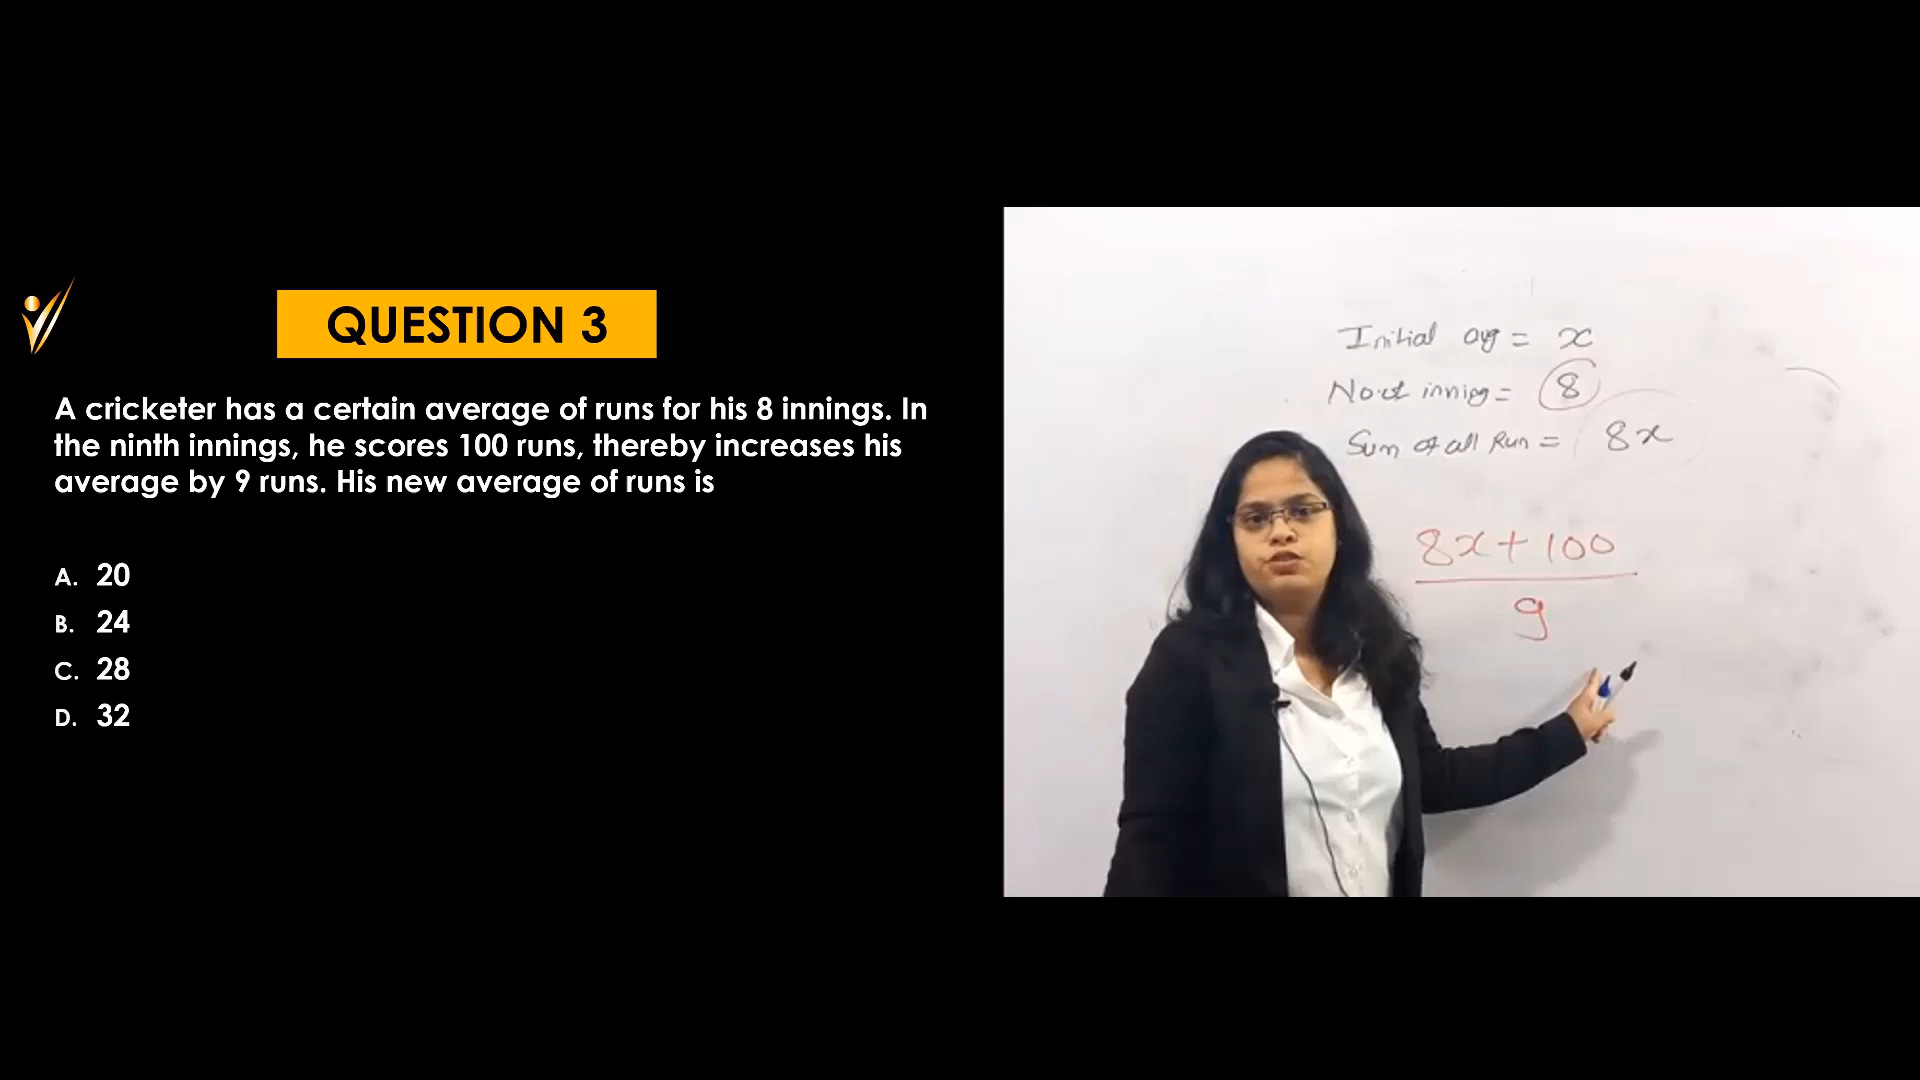 QUESTION 3
A cricketer has a certain average of runs for his 8 innings. In
the ninth innings, he scores 100 runs, thereby increases his
average by 9 runs. His new average of runs is
A. 20
B. 24
C. 28
D. 32
Initial avg = x
No. of inning = 8
Sum of all Run = 8x
8x + 100
9